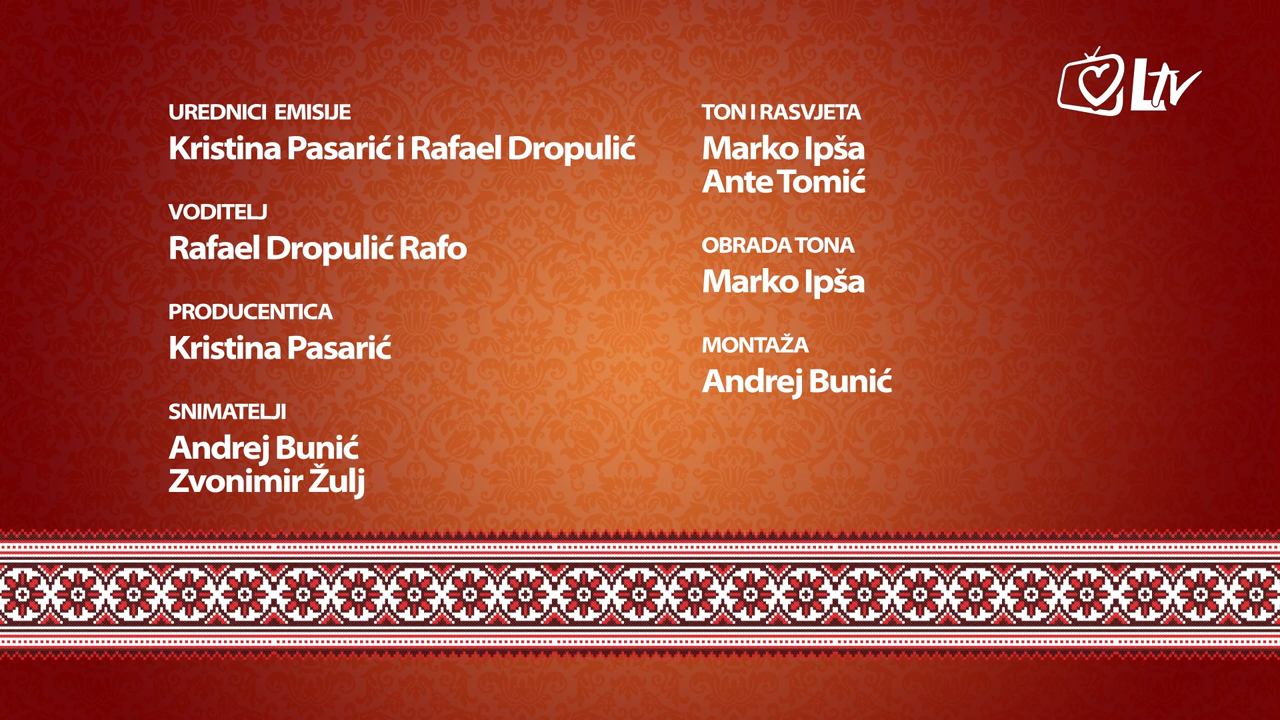 UREDNICI EMISIJE
Kristina Pasarić i Rafael Dropulić
VODITELJ
Rafael Dropulić Rafo
PRODUCENTICA
Kristina Pasarić
SNIMATELJI
Andrej Bunić
Zvonimir Žulj
LTV
TON I RASVJETA
Marko Ipša
Ante Tomić
OBRADA TONA
Marko Ipša
MONTAŽA
Andrej Bunić